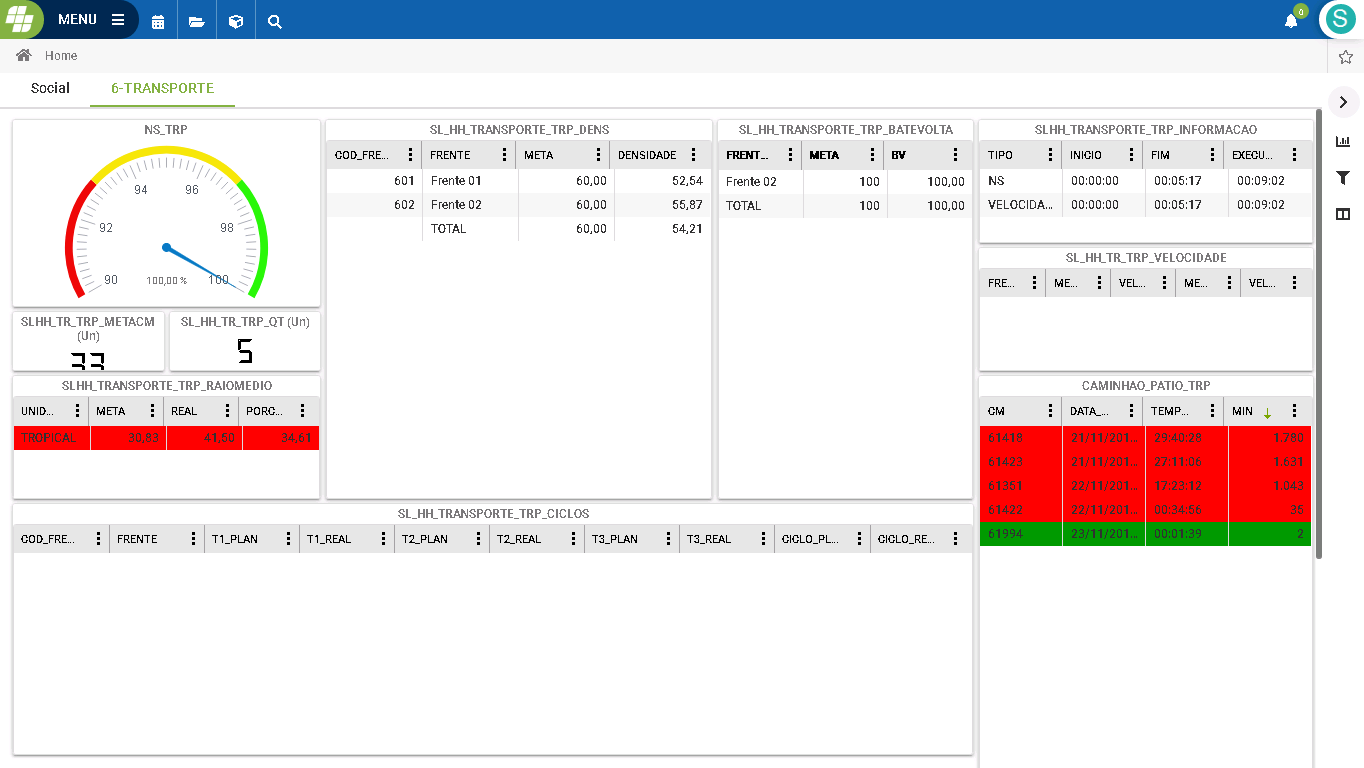 MENU
0
S
Home
Social
6-TRANSPORTE
NS_TRP
90
92
94
96
98
100
100,00 %
SLHH_TR_TRP_METACM
(Un)
33
SL_HH_TR_TRP_QT (Un)
5
SLHH_TRANSPORTE_TRP_RAIOMEDIO
UNID... META REAL PORC...
TROPICAL 30,83 41,50 34,61
SL_HH_TRANSPORTE_TRP_DENS
COD_FRE... FRENTE META DENSIDADE
601 Frente 01 60,00 52,54
602 Frente 02 60,00 55,87
TOTAL 60,00 54,21
SL_HH_TRANSPORTE_TRP_BATEVOLTA
FRENT... META BV
Frente 02 100 100,00
TOTAL 100 100,00
SLHH_TRANSPORTE_TRP_INFORMACAO
TIPO INICIO FIM EXECU...
NS 00:00:00 00:05:17 00:09:02
VELOCIDA... 00:00:00 00:05:17 00:09:02
SL_HH_TR_TRP_VELOCIDADE
FRE... ME... VEL... ME... VEL...
CAMINHAO_PATIO_TRP
CM DATA_... TEMP... MIN
61418 21/11/201... 29:40:28 1.780
61423 21/11/201... 27:11:06 1.631
61351 22/11/201... 17:23:12 1.043
61422 22/11/201... 00:34:56 35
61994 23/11/201... 00:01:39 2
SL_HH_TRANSPORTE_TRP_CICLOS
COD_FRE... FRENTE T1_PLAN T1_REAL T2_PLAN T2_REAL T3_PLAN T3_REAL CICLO_PL... CICLO_RE...